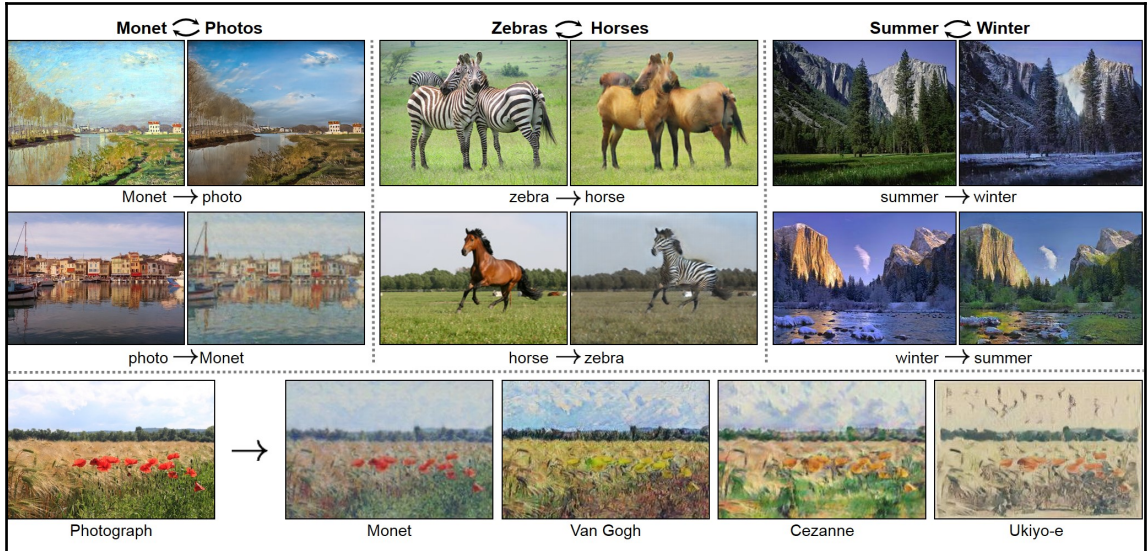 Monet ⇄ Photos
Zebras ⇄ Horses
Summer ⇄ Winter
Monet → photo
zebra → horse
summer → winter
photo → Monet
horse → zebra
winter → summer
Photograph
Monet
Van Gogh
Cezanne
Ukiyo-e